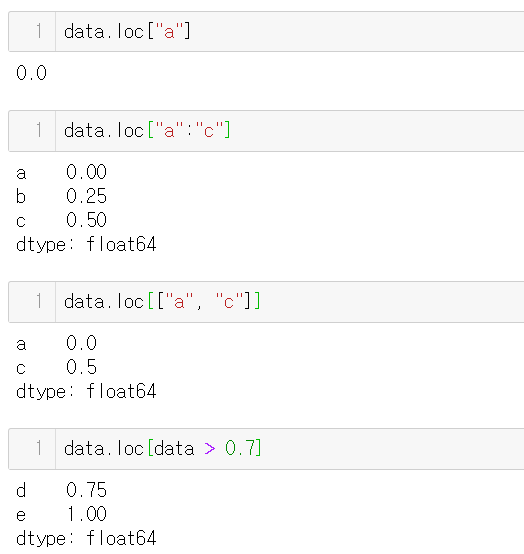 1 data.loc["a"]
0.0
1 data.loc["a":"c"]
a    0.00
b    0.25
c    0.50
dtype: float64
1 data.loc[["a", "c"]]
a    0.0
c    0.5
dtype: float64
1 data.loc[data > 0.7]
d    0.75
e    1.00
dtype: float64